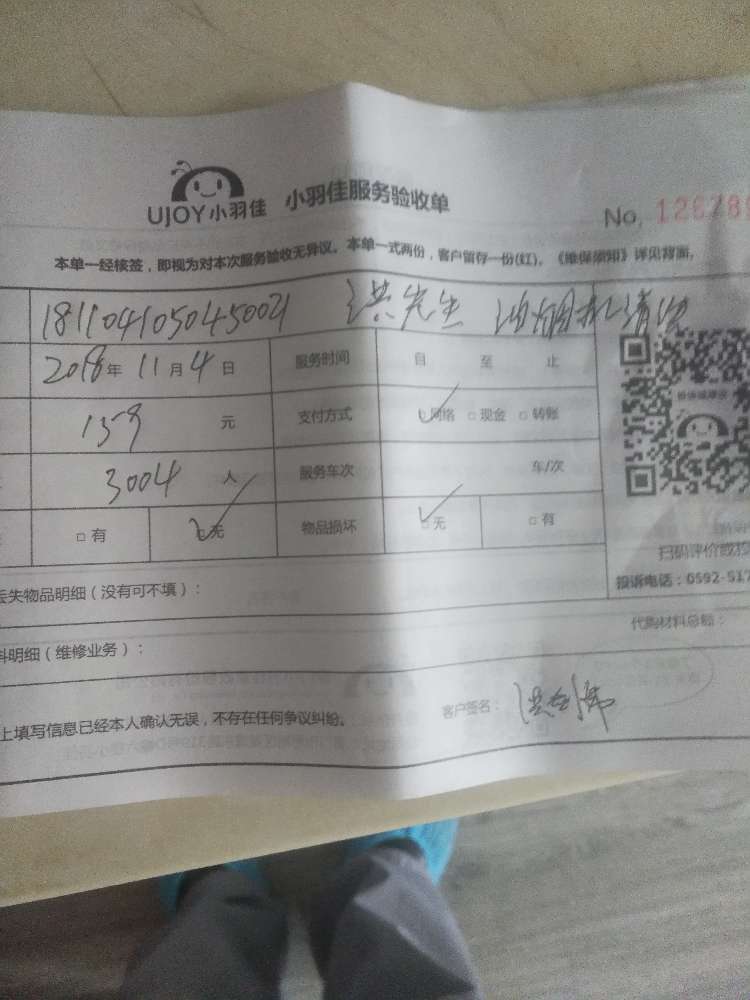 UJOY小羽佳 小羽佳服务验收单
No. 126786
本单一经核签，即视为对本次服务验收无异议。本单一式两份，客户留存一份(红)。《维保须知》详见背面。
181104105045002 洪先生 油烟机清洗
2018年 11月4日 服务时间 自 至 止
159 元 支付方式 网络 □现金 □转账
3004 人 服务车次 车/次
□有 □无 物品损坏 □无 □有
扫码评价或投
投诉电话：0592-517
丢失物品明细（没有可不填）：
代购材料总额：
料明细（维修业务）：
上填写信息已经本人确认无误，不存在任何争议纠纷。
客户签名：